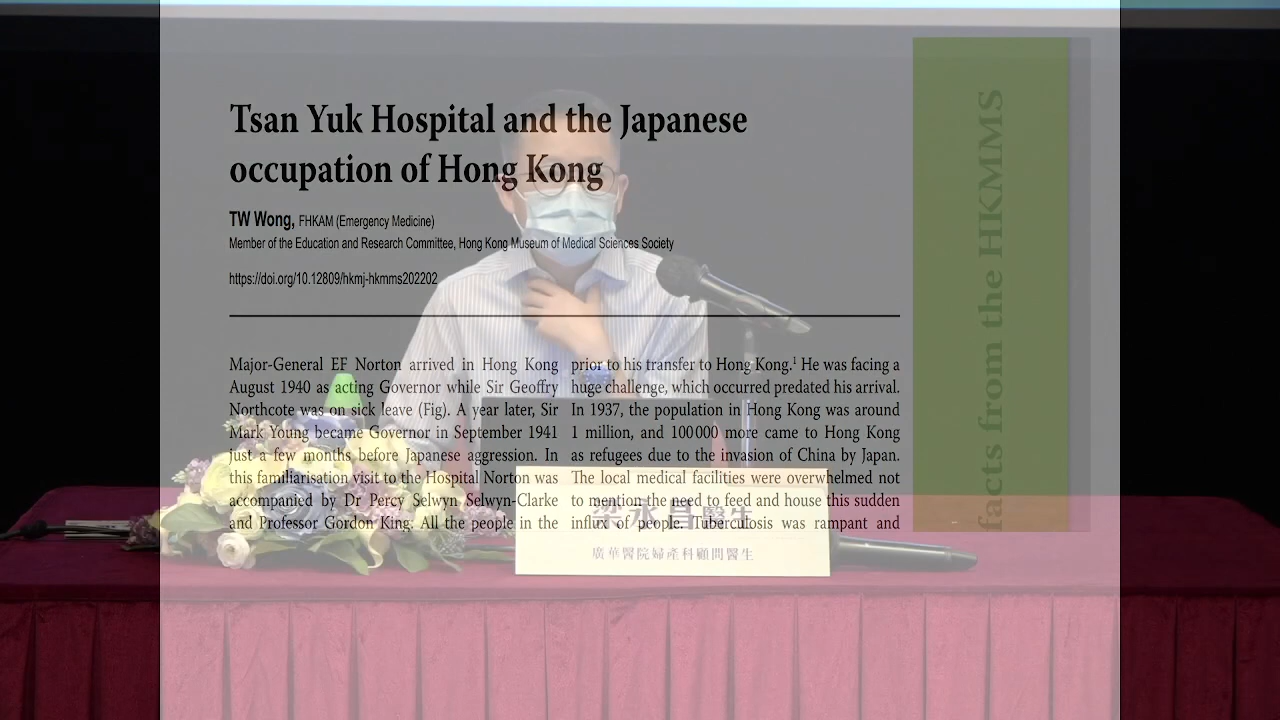 Tsan Yuk Hospital and the Japanese
occupation of Hong Kong
TW Wong, FHKAM (Emergency Medicine)
Member of the Education and Research Committee, Hong Kong Museum of Medical Sciences Society
https://doi.org/10.12809/hkmj-hkmms202202
Major-General EF Norton arrived in Hong Kong
August 1940 as acting Governor while Sir Geoffry
Northcote was on sick leave (Fig). A year later, Sir
Mark Young became Governor in September 1941
just a few months before Japanese aggression. In
this familiarisation visit to the Hospital Norton was
accompanied by Dr Percy Selwyn Selwyn-Clarke
and Professor Gordon King. All the people in the
prior to his transfer to Hong Kong.1 He was facing a
huge challenge, which occurred predated his arrival.
In 1937, the population in Hong Kong was around
1 million, and 100 000 more came to Hong Kong
as refugees due to the invasion of China by Japan.
The local medical facilities were overwhelmed not
to mention the need to feed and house this sudden
influx of people. Tuberculosis was rampant and
facts from the HKMMS
梁永昌醫生
廣華醫院婦產科顧問醫生